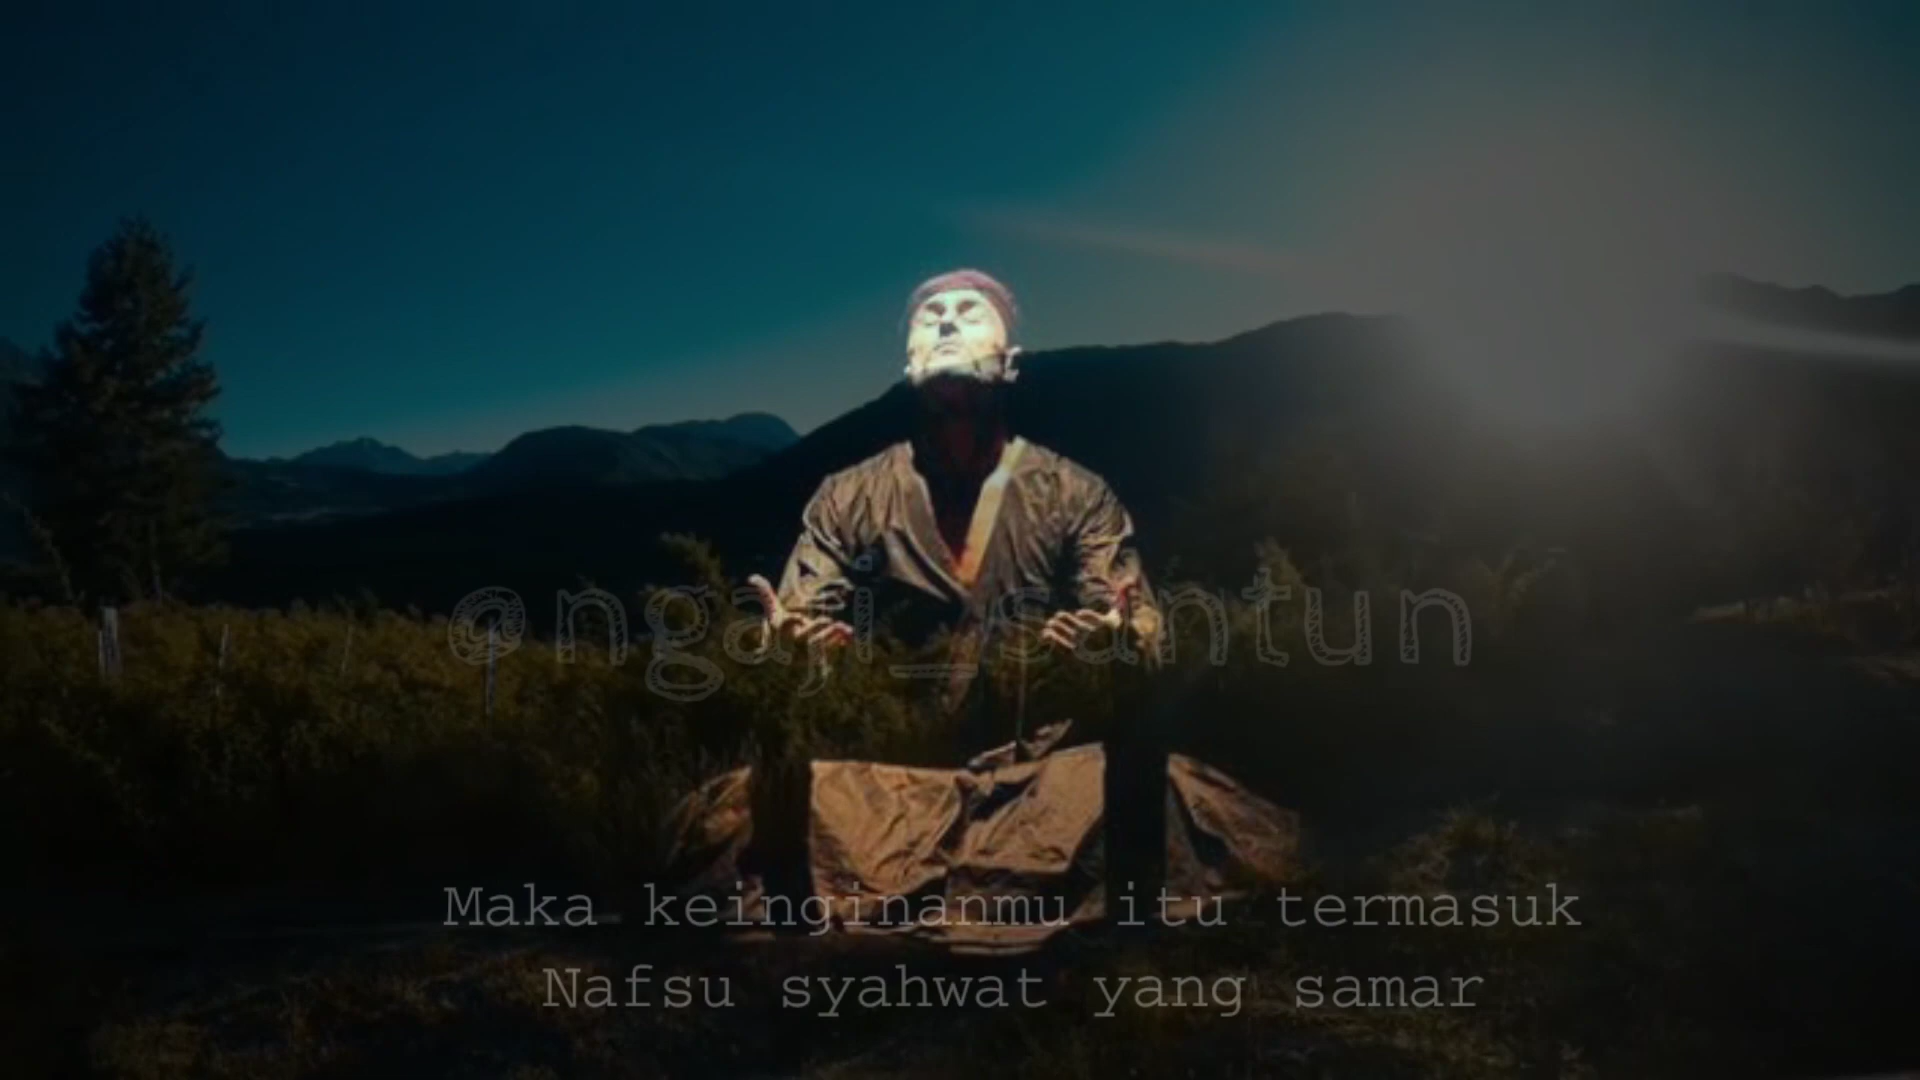 @ngaji_santun
Maka keinginanmu itu termasuk
Nafsu syahwat yang samar